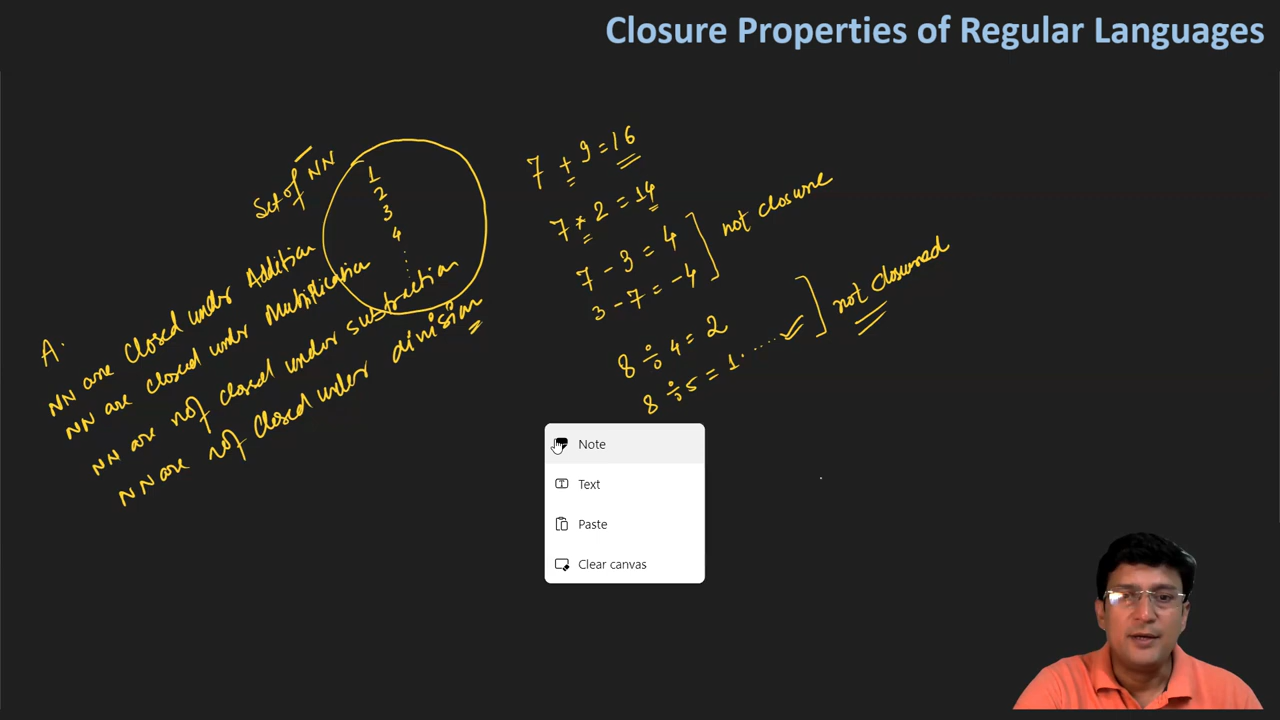 Closure Properties of Regular Languages
Set of NN
1
2
3
4
7 + 9 = 16
7 * 2 = 14
7 - 3 = 4
3 - 7 = -4
not closure
8 ÷ 4 = 2
8 ÷ 5 = 1.....
not closured
A.
NN are closed under Addition
NN are closed under Multiplication
NN are not closed under substraction
NN are not closed under division
Note
Text
Paste
Clear canvas